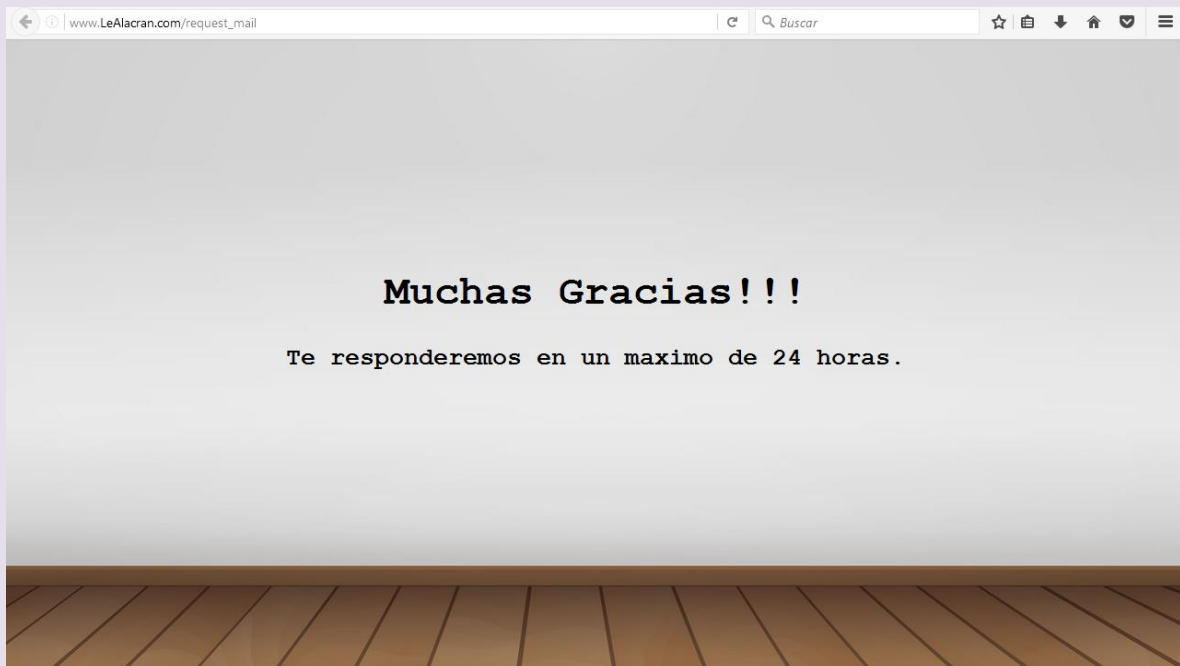 www.LeAlacran.com/request_mail
Buscar
Muchas Gracias!!!
Te responderemos en un maximo de 24 horas.